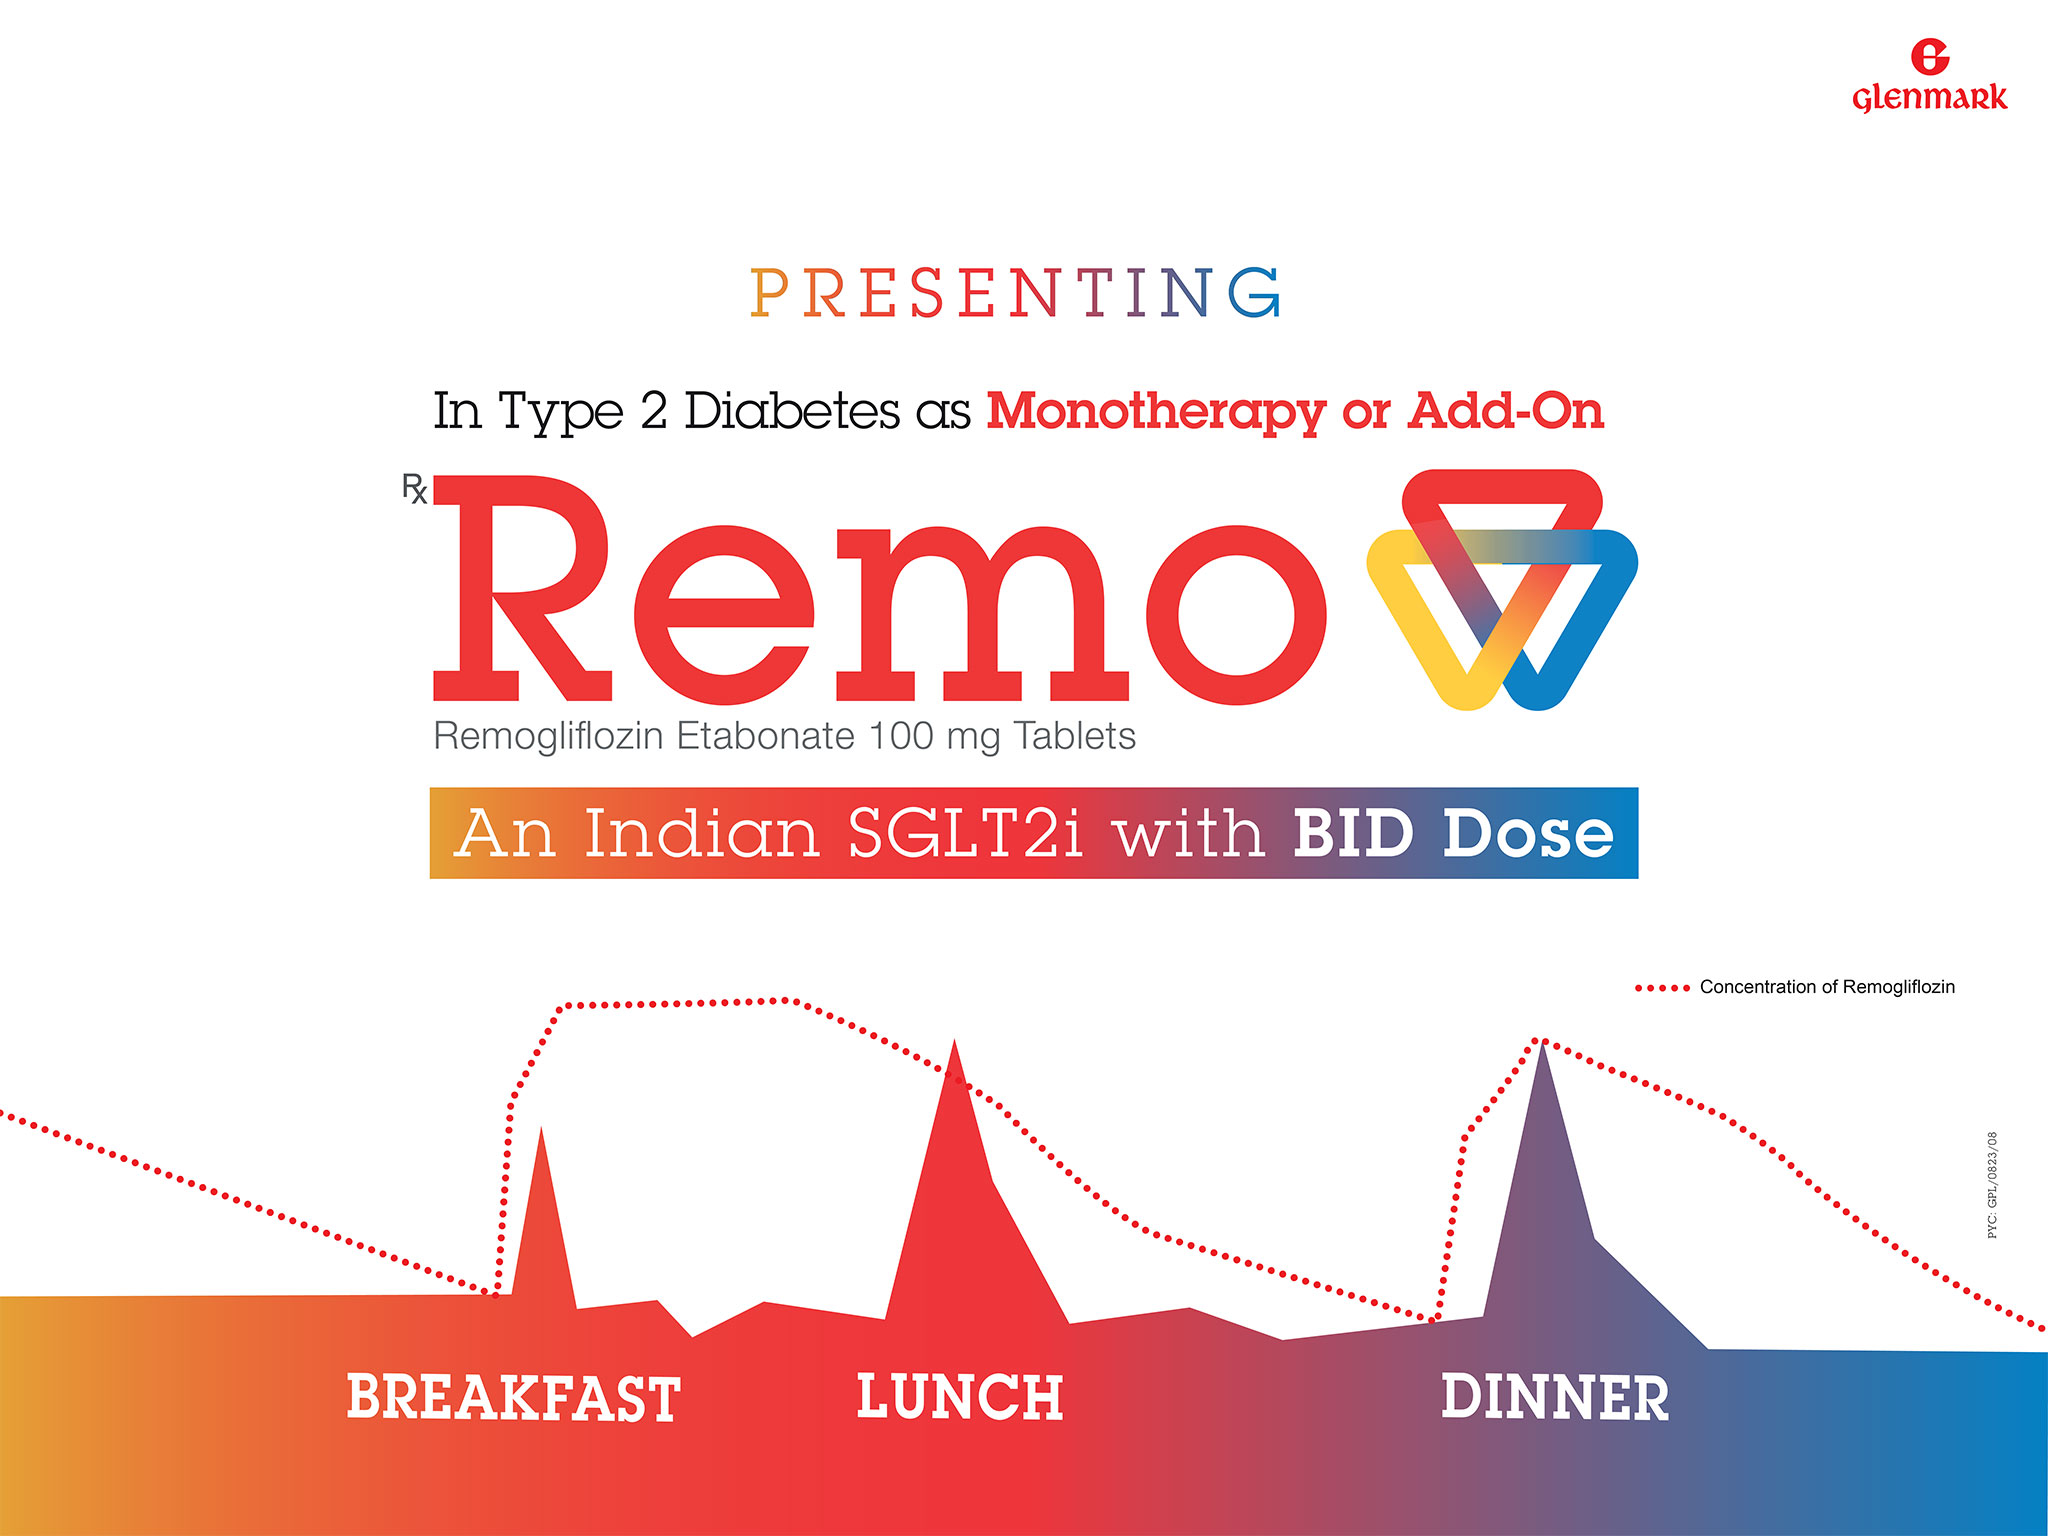 glenmark
PRESENTING
In Type 2 Diabetes as Monotherapy or Add-On
Rx Remo
Remogliflozin Etabonate 100 mg Tablets
An Indian SGLT2i with BID Dose
Concentration of Remogliflozin
PYC: GPL/0823/08
BREAKFAST LUNCH DINNER